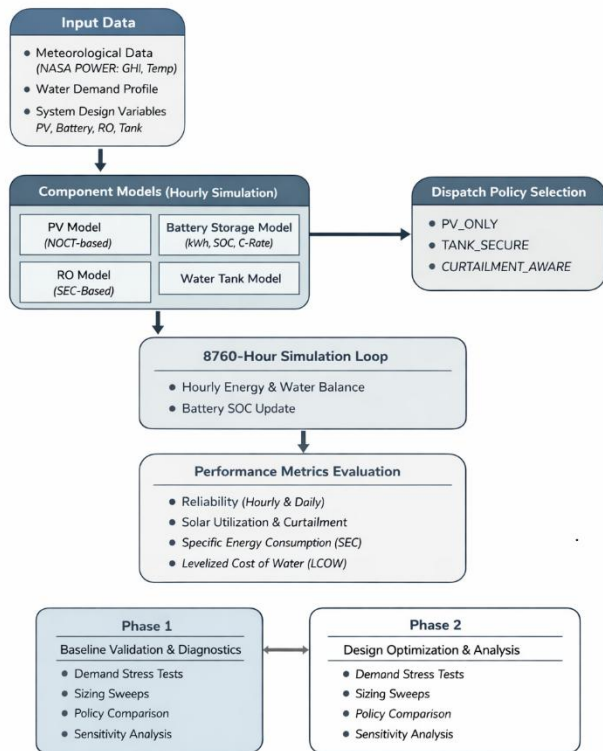 Input Data
• Meteorological Data
(NASA POWER: GHI, Temp)
• Water Demand Profile
• System Design Variables
PV, Battery, RO, Tank
Component Models (Hourly Simulation)
PV Model
(NOCT-based)
Battery Storage Model
(kWh, SOC, C-Rate)
RO Model
(SEC-Based)
Water Tank Model
Dispatch Policy Selection
• PV_ONLY
• TANK_SECURE
• CURTAILMENT_AWARE
8760-Hour Simulation Loop
• Hourly Energy & Water Balance
• Battery SOC Update
Performance Metrics Evaluation
• Reliability (Hourly & Daily)
• Solar Utilization & Curtailment
• Specific Energy Consumption (SEC)
• Levelized Cost of Water (LCOW)
Phase 1
Baseline Validation & Diagnostics
• Demand Stress Tests
• Sizing Sweeps
• Policy Comparison
• Sensitivity Analysis
Phase 2
Design Optimization & Analysis
• Demand Stress Tests
• Sizing Sweeps
• Policy Comparison
• Sensitivity Analysis